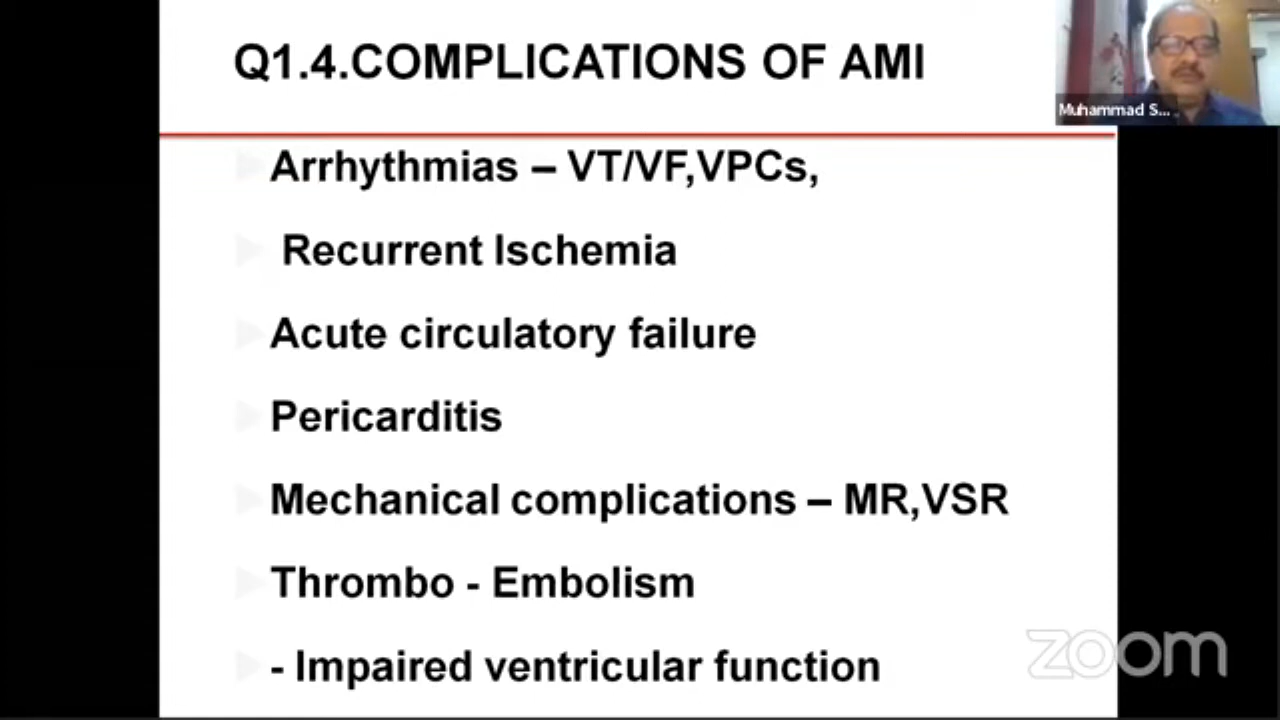 Q1.4.COMPLICATIONS OF AMI
Muhammad S...
Arrhythmias – VT/VF,VPCs,
Recurrent Ischemia
Acute circulatory failure
Pericarditis
Mechanical complications – MR,VSR
Thrombo - Embolism
- Impaired ventricular function
zoom